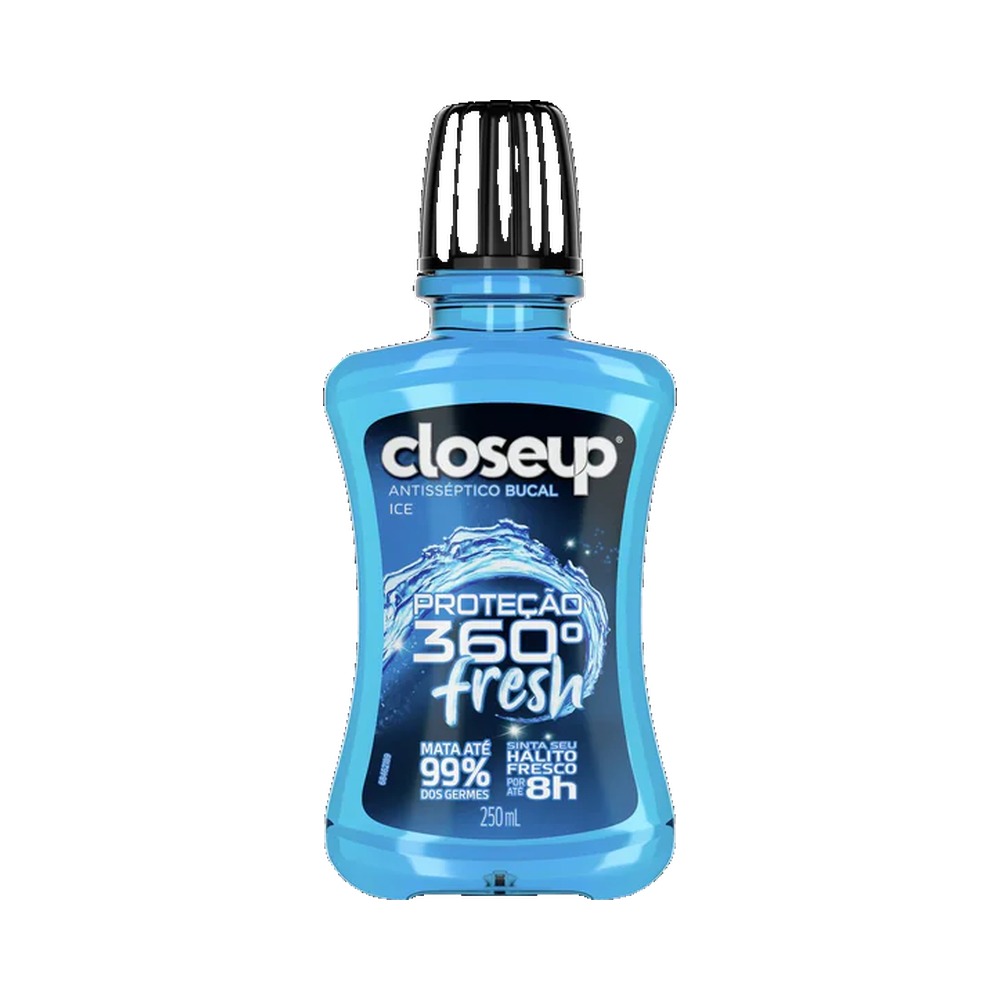 closeup®
ANTISSÉPTICO BUCAL
ICE
PROTEÇÃO
360º
fresh
MATA ATÉ
99%
DOS GERMES
SINTA SEU
HÁLITO
FRESCO
POR ATÉ 8h
250 mL